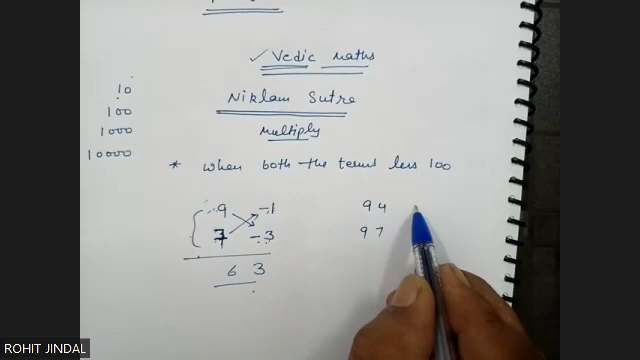 ✓ Vedic maths
10
Niklam Sutra
100
1000
multiply
10000
* when both the terms less 100
9 -1
7 -3
6 3
94
97
ROHIT JINDAL